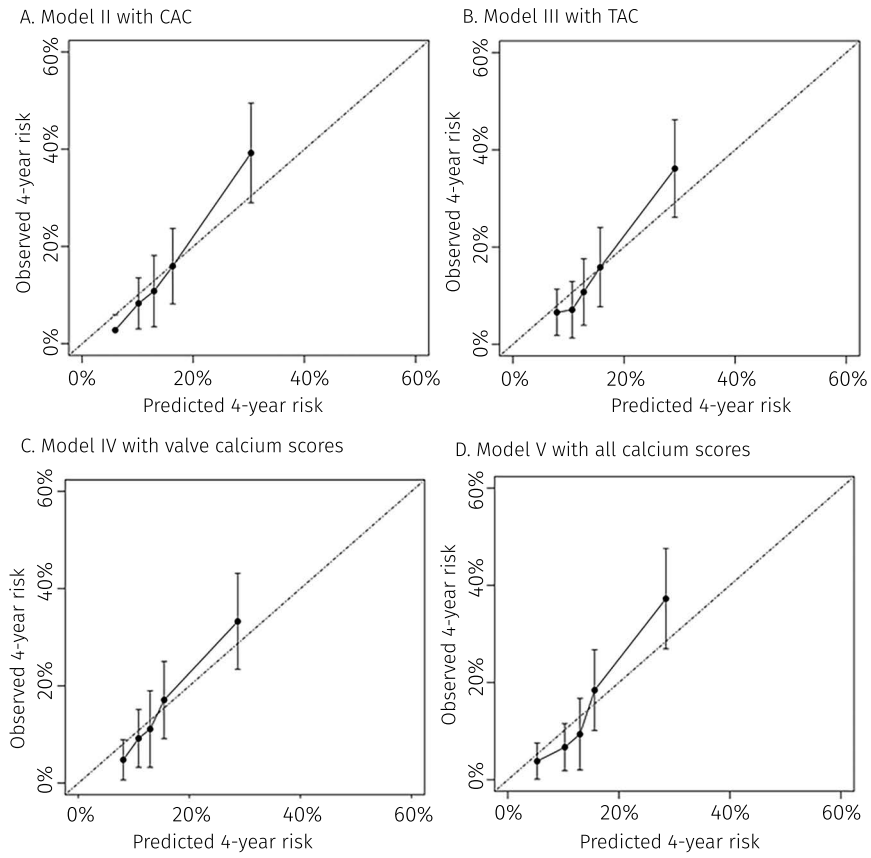 A. Model II with CAC
60%
40%
20%
0%
Observed 4-year risk
0% 20% 40% 60%
Predicted 4-year risk
B. Model III with TAC
60%
40%
20%
0%
Observed 4-year risk
0% 20% 40% 60%
Predicted 4-year risk
C. Model IV with valve calcium scores
60%
40%
20%
0%
Observed 4-year risk
0% 20% 40% 60%
Predicted 4-year risk
D. Model V with all calcium scores
60%
40%
20%
0%
Observed 4-year risk
0% 20% 40% 60%
Predicted 4-year risk